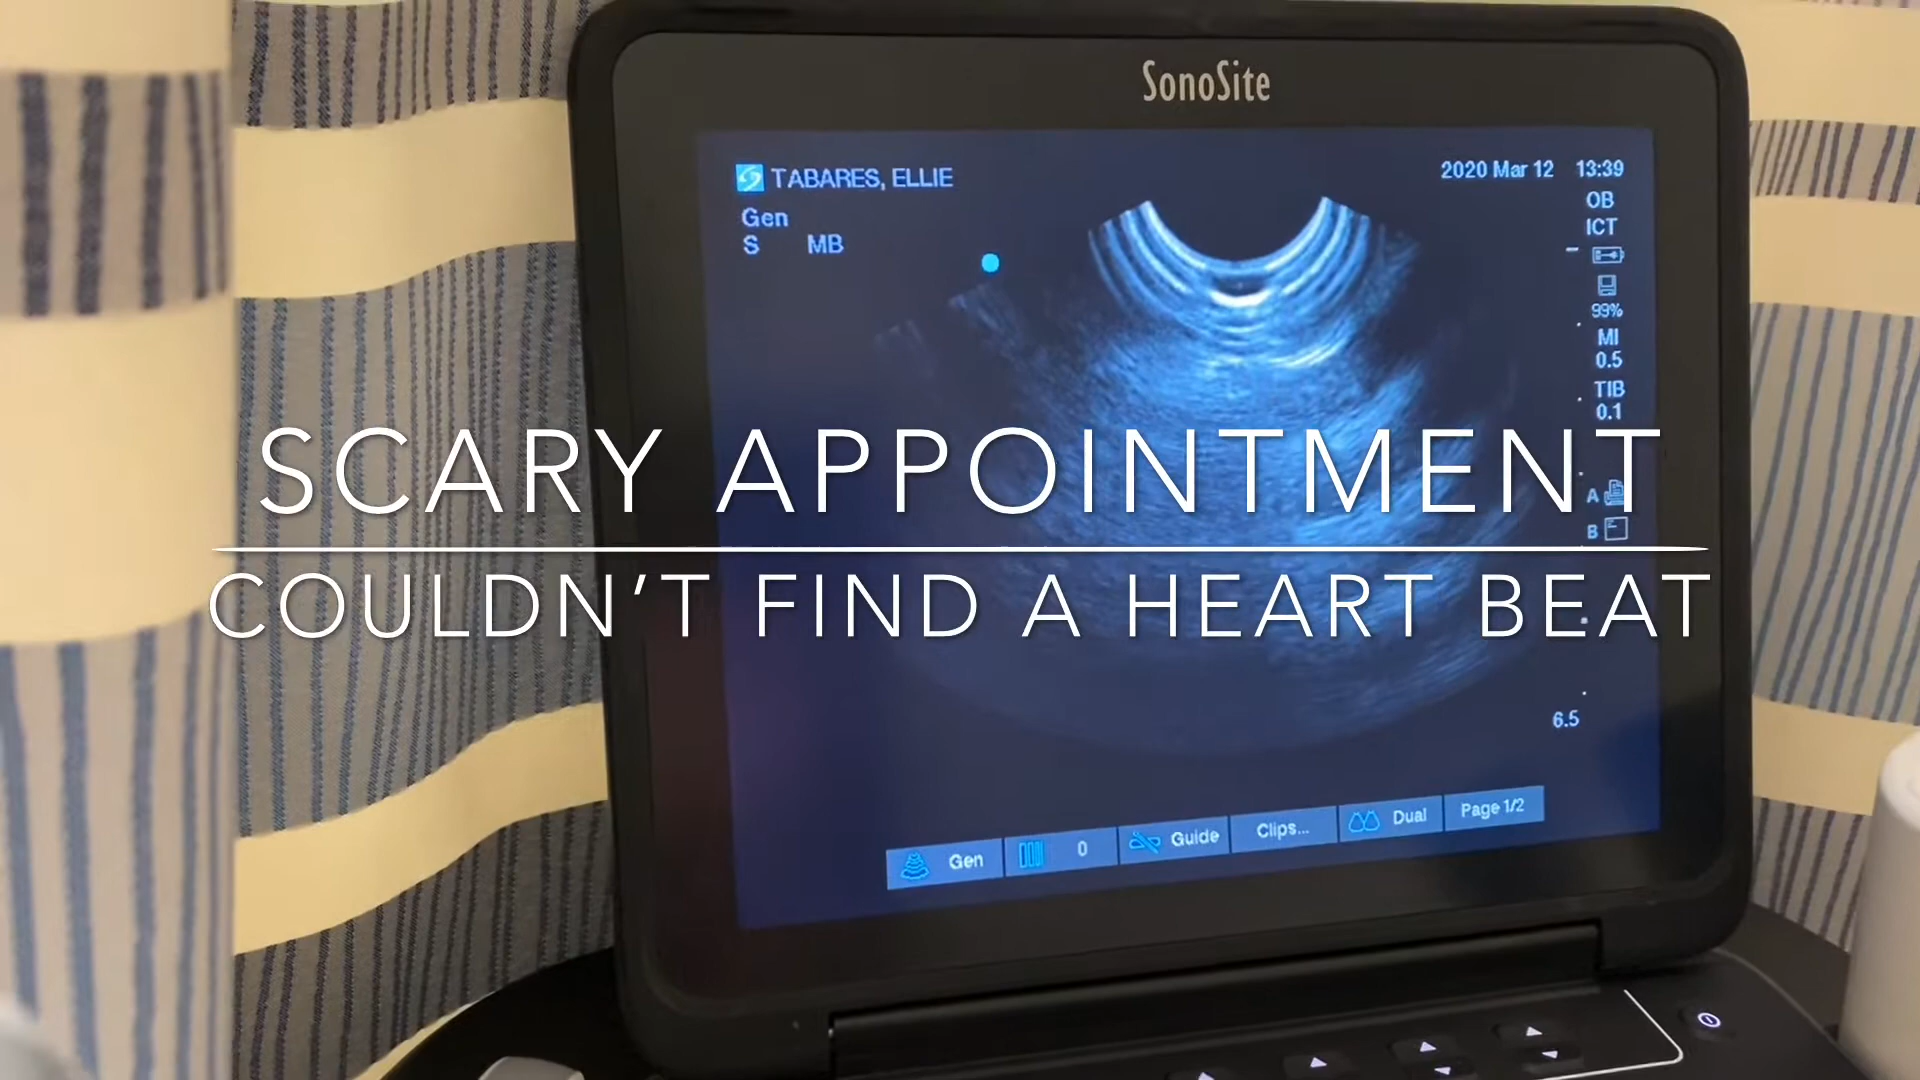 SonoSite
TABARES, ELLIE
2020 Mar 12 13:39
Gen
S MB
OB
ICT
99%
MI
0.5
TIB
0.1
A
B
SCARY APPOINTMENT
COULDN'T FIND A HEART BEAT
6.5
Gen
0
Guide
Clips...
Dual
Page 1/2